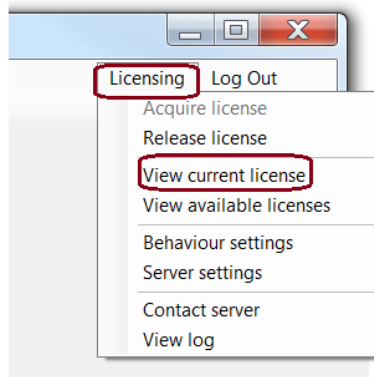 Licensing Log Out
Acquire license
Release license
View current license
View available licenses
Behaviour settings
Server settings
Contact server
View log